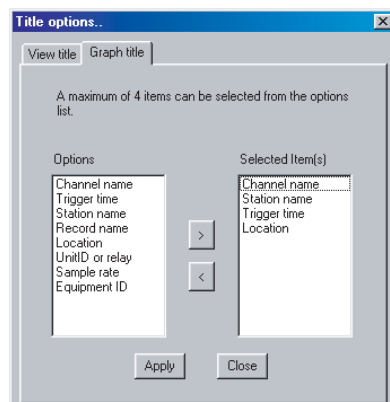 Title options..
View title
Graph title
A maximum of 4 items can be selected from the options
list.
Options
Channel name
Trigger time
Station name
Record name
Location
UnitID or relay
Sample rate
Equipment ID
>
<
Selected Item(s)
Channel name
Station name
Trigger time
Location
Apply
Close